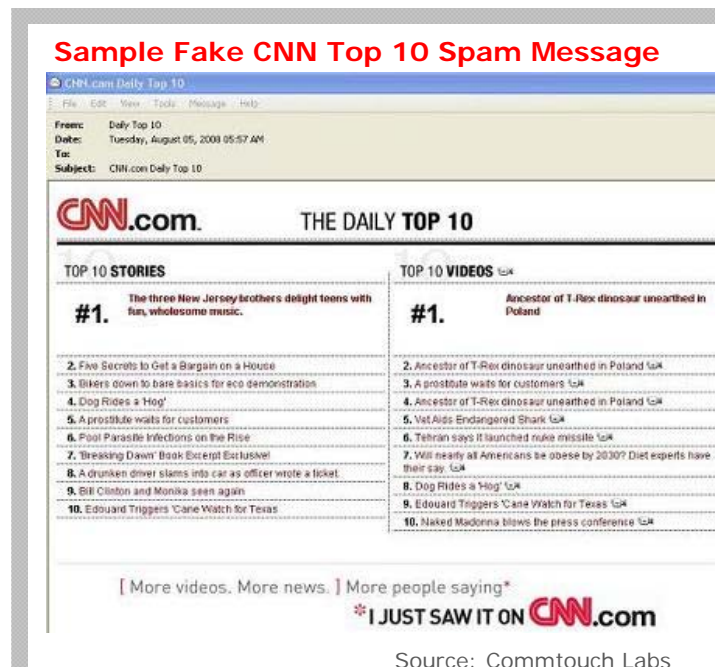 Sample Fake CNN Top 10 Spam Message
CNN.com Daily Top 10
File Edit View Tools Message Help
From: Daily Top 10
Date: Tuesday, August 05, 2008 05:57 AM
To:
Subject: CNN.com Daily Top 10
CNN.com. THE DAILY TOP 10
TOP 10 STORIES
#1. The three New Jersey brothers delight teens with
fun, wholesome music.
2. Five Secrets to Get a Bargain on a House
3. Bikers down to bare basics for eco demonstration
4. Dog Rides a 'Hog'
5. A prostitute waits for customers
6. Pool Parasite Infections on the Rise
7. 'Breaking Dawn' Book Excerpt Exclusive!
8. A drunken driver slams into car as officer wrote a ticket.
9. Bill Clinton and Monika seen again
10. Edouard Triggers 'Cane Watch for Texas
TOP 10 VIDEOS
#1. Ancestor of T-Rex dinosaur unearthed in
Poland
2. Ancestor of T-Rex dinosaur unearthed in Poland
3. A prostitute waits for customers
4. Ancestor of T-Rex dinosaur unearthed in Poland
5. Vet Aids Endangered Shark
6. Tehran says it launched nuke missile
7. Will nearly all Americans be obese by 2030? Diet experts have
their say.
8. Dog Rides a 'Hog'
9. Edouard Triggers 'Cane Watch for Texas
10. Naked Madonna blows the press conference
[ More videos. More news. ] More people saying*
*I JUST SAW IT ON CNN.com
Source: Commtouch Labs